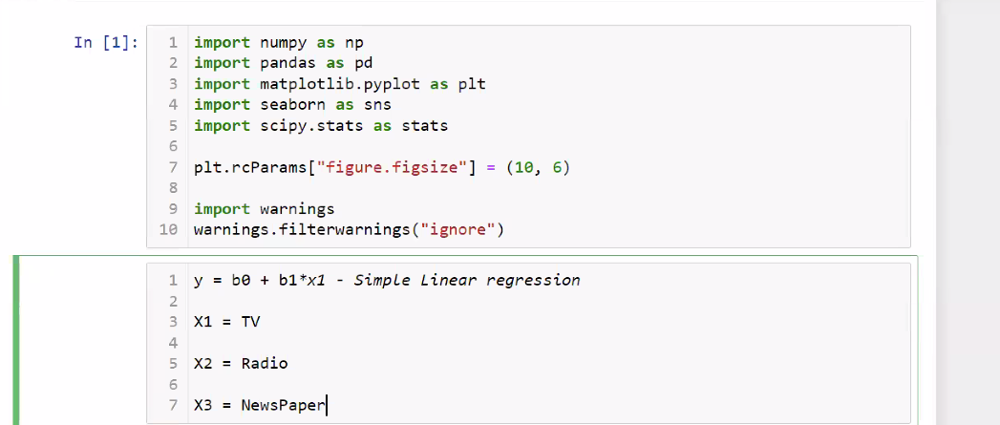 In [1]:
1 import numpy as np
2 import pandas as pd
3 import matplotlib.pyplot as plt
4 import seaborn as sns
5 import scipy.stats as stats
6
7 plt.rcParams["figure.figsize"] = (10, 6)
8
9 import warnings
10 warnings.filterwarnings("ignore")
1 y = b0 + b1*x1 - Simple Linear regression
2
3 X1 = TV
4
5 X2 = Radio
6
7 X3 = NewsPaper